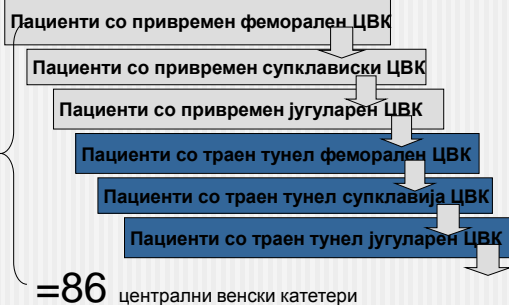 Пациенти со привремен феморален ЦВК
Пациенти со привремен супклависки ЦВК
Пациенти со привремен југуларен ЦВК
Пациенти со траен тунел феморален ЦВК
Пациенти со траен тунел супклавија ЦВК
Пациенти со траен тунел југуларен ЦВК
=86 централни венски катетери